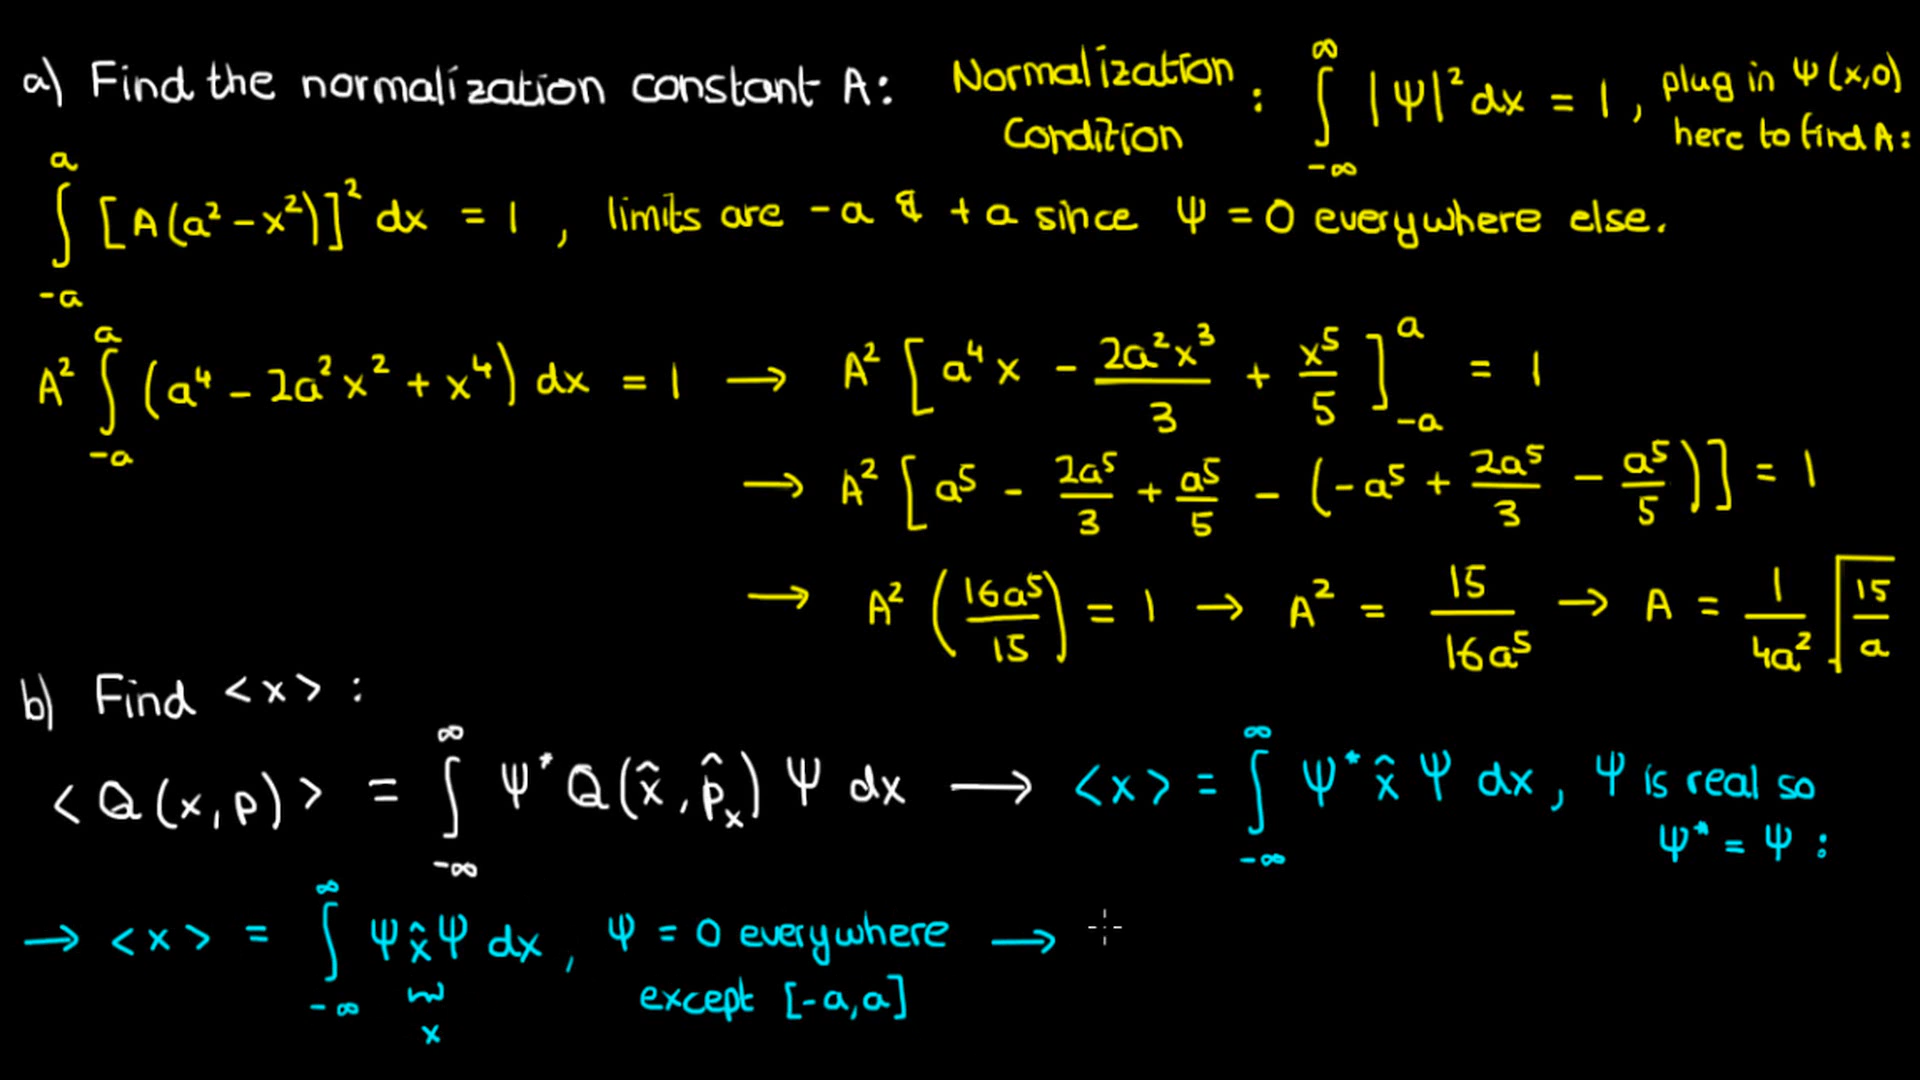 a) Find the normalization constant A: Normalization Condition : ∫_{-∞}^{∞} |Ψ|² dx = 1, plug in Ψ(x,0) here to find A:
∫_{-a}^{a} [A(a² - x²)]² dx = 1 , limits are -a & +a since Ψ = 0 everywhere else.
A² ∫_{-a}^{a} (a⁴ - 2a²x² + x⁴) dx = 1 → A² [a⁴x - 2a²x³/3 + x⁵/5]_{-a}^{a} = 1
→ A² [a⁵ - 2a⁵/3 + a⁵/5 - (-a⁵ + 2a⁵/3 - a⁵/5)] = 1
→ A² (16a⁵/15) = 1 → A² = 15/16a⁵ → A = 1/4a² √(15/a)
b) Find <x> :
<Q(x,p)> = ∫_{-∞}^{∞} Ψ* Q(x̂, p̂ₓ) Ψ dx → <x> = ∫_{-∞}^{∞} Ψ* x̂ Ψ dx, Ψ is real so Ψ* = Ψ :
→ <x> = ∫_{-∞}^{∞} Ψ x̂ Ψ dx , Ψ = 0 everywhere →
x
except [-a,a]